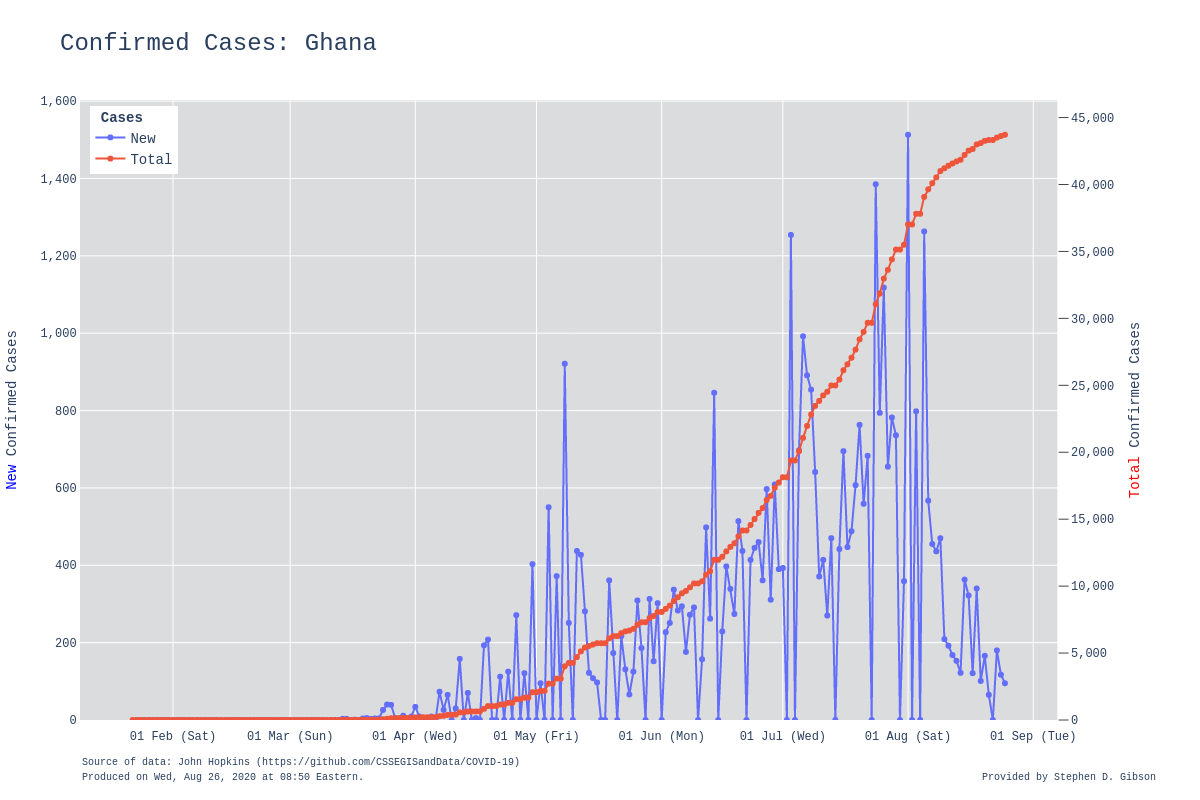 Confirmed Cases: Ghana
Cases
New
Total
1,600
1,400
1,200
1,000
800
600
400
200
0
New Confirmed Cases
45,000
40,000
35,000
30,000
25,000
20,000
15,000
10,000
5,000
0
Total Confirmed Cases
01 Feb (Sat)
01 Mar (Sun)
01 Apr (Wed)
01 May (Fri)
01 Jun (Mon)
01 Jul (Wed)
01 Aug (Sat)
01 Sep (Tue)
Source of data: John Hopkins (https://github.com/CSSEGISandData/COVID-19)
Produced on Wed, Aug 26, 2020 at 08:50 Eastern.
Provided by Stephen D. Gibson